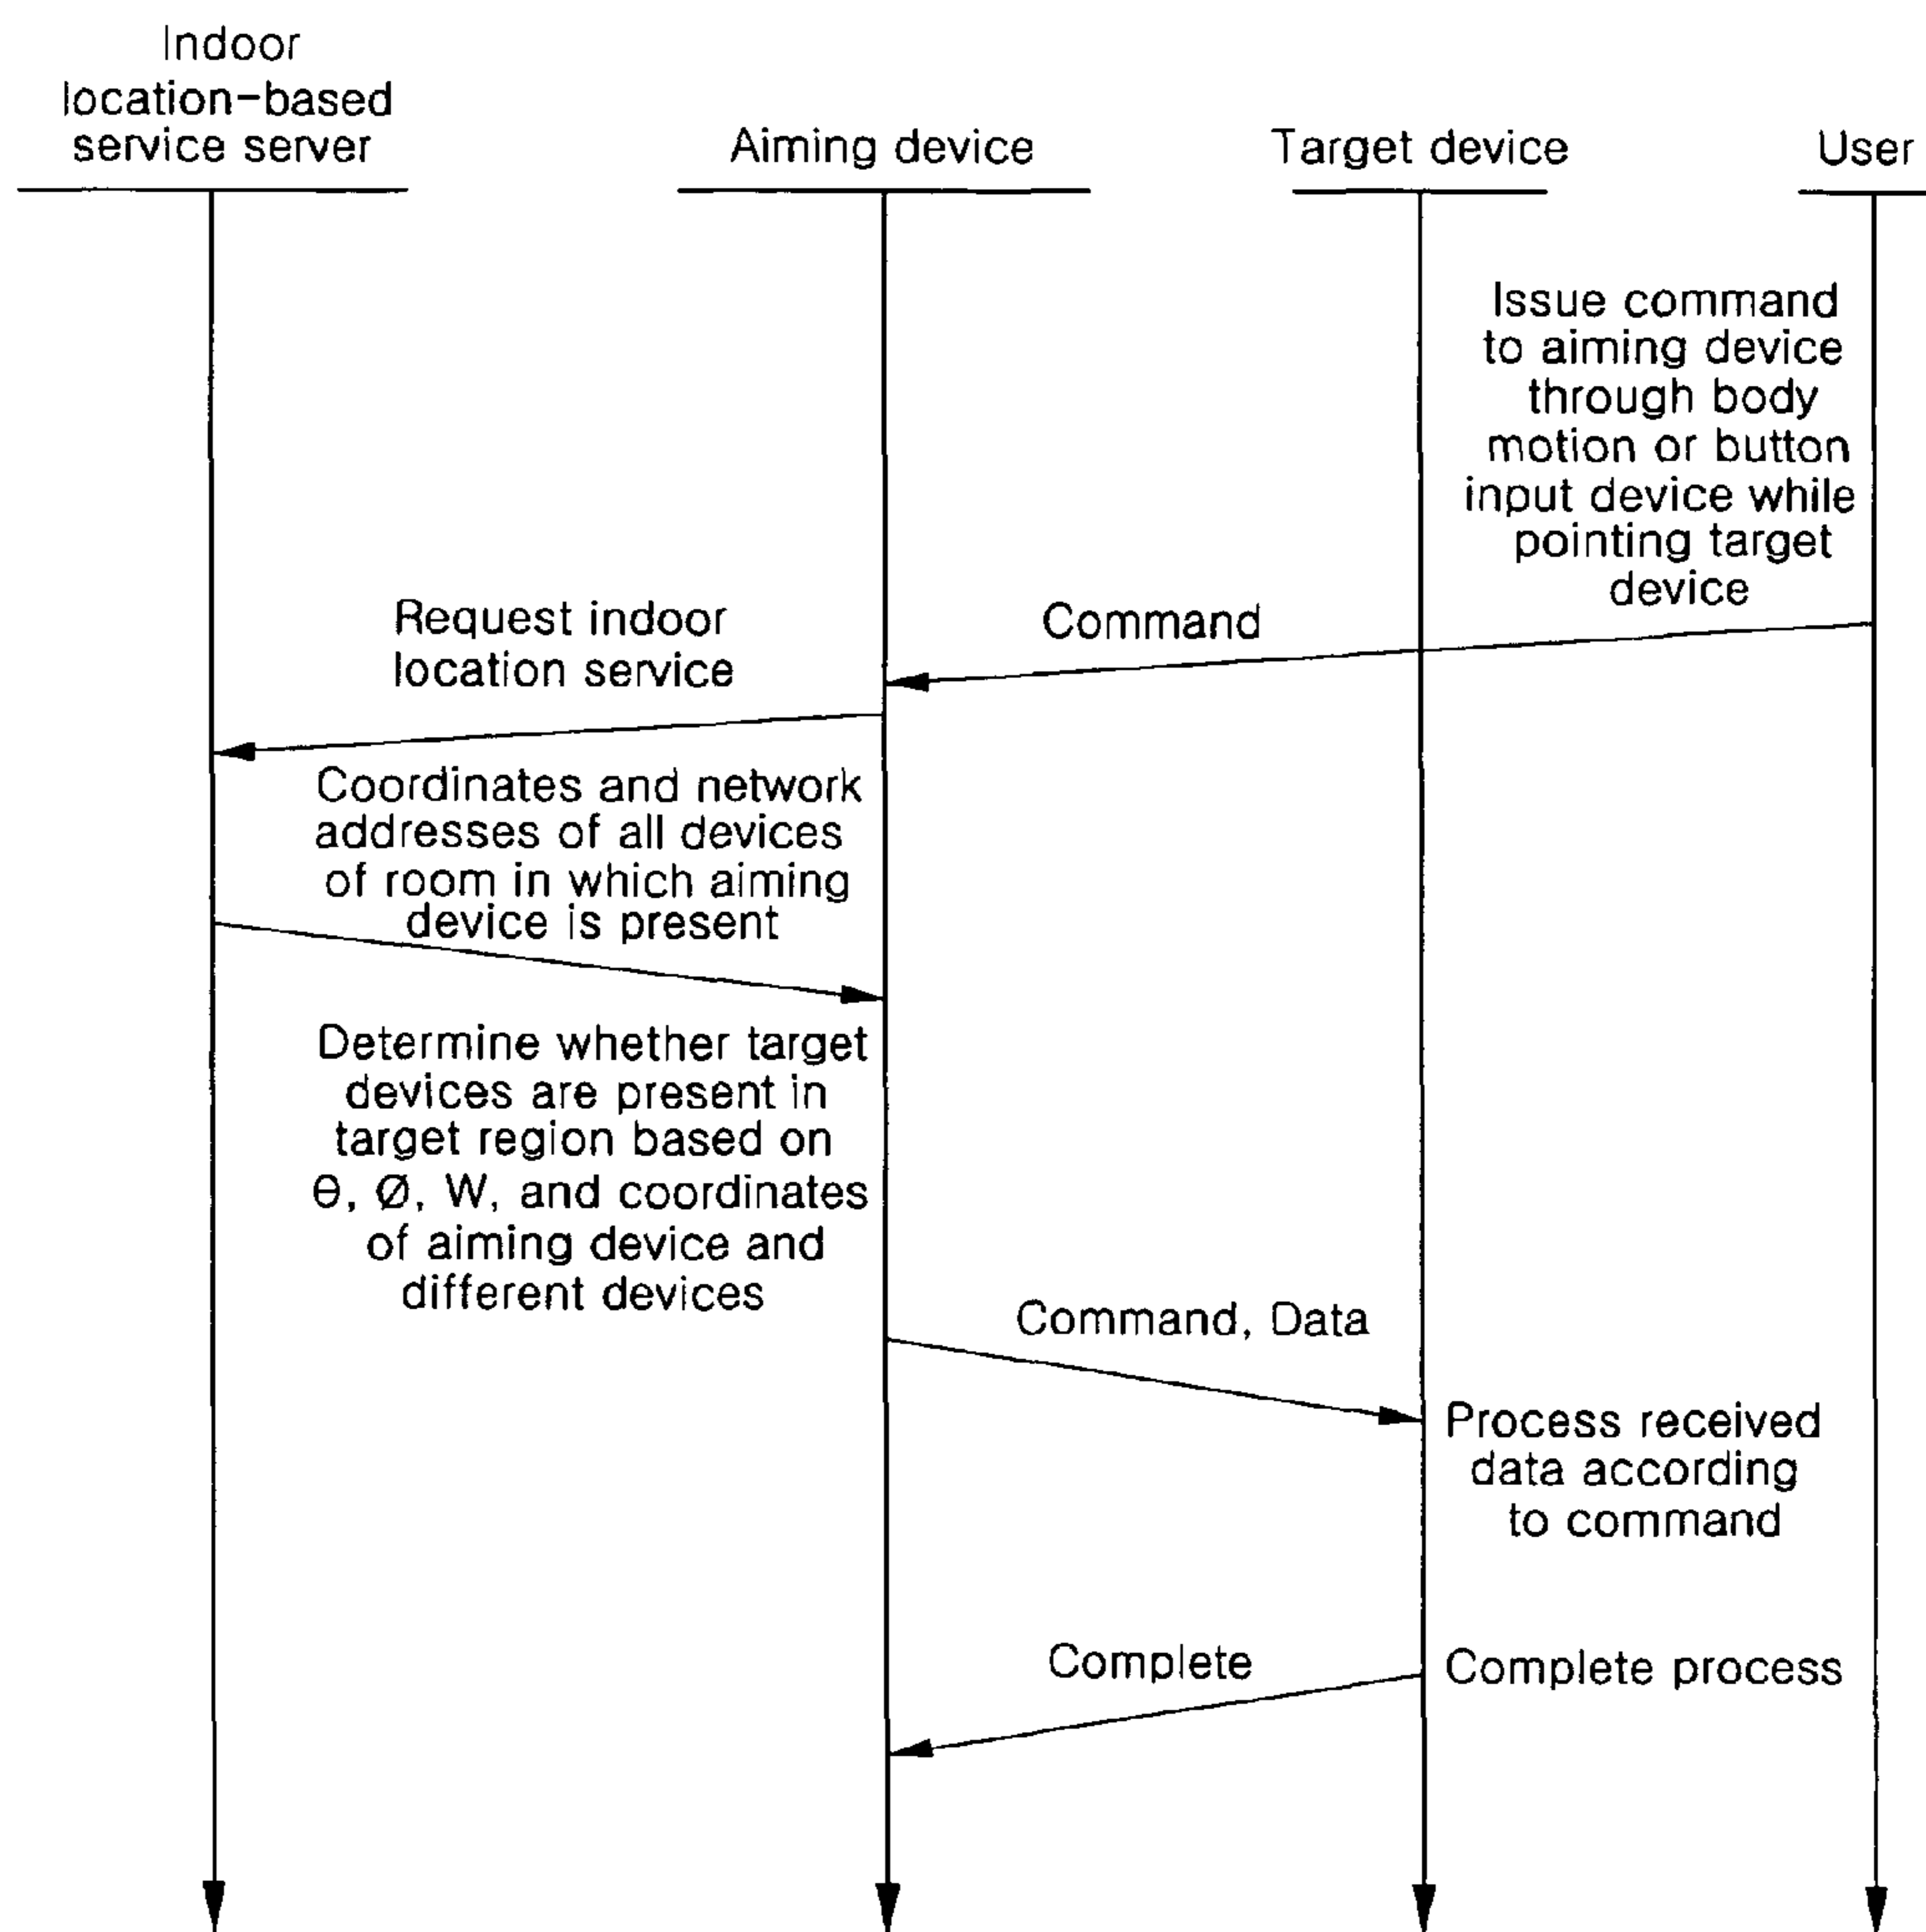 Indoor
location-based
service server
Aiming device
Target device
User
Issue command
to aiming device
through body
motion or button
input device while
pointing target
device
Request indoor
location service
Command
Coordinates and network
addresses of all devices
of room in which aiming
device is present
Determine whether target
devices are present in
target region based on
Θ, Ø, W, and coordinates
of aiming device and
different devices
Command, Data
Process received
data according
to command
Complete
Complete process